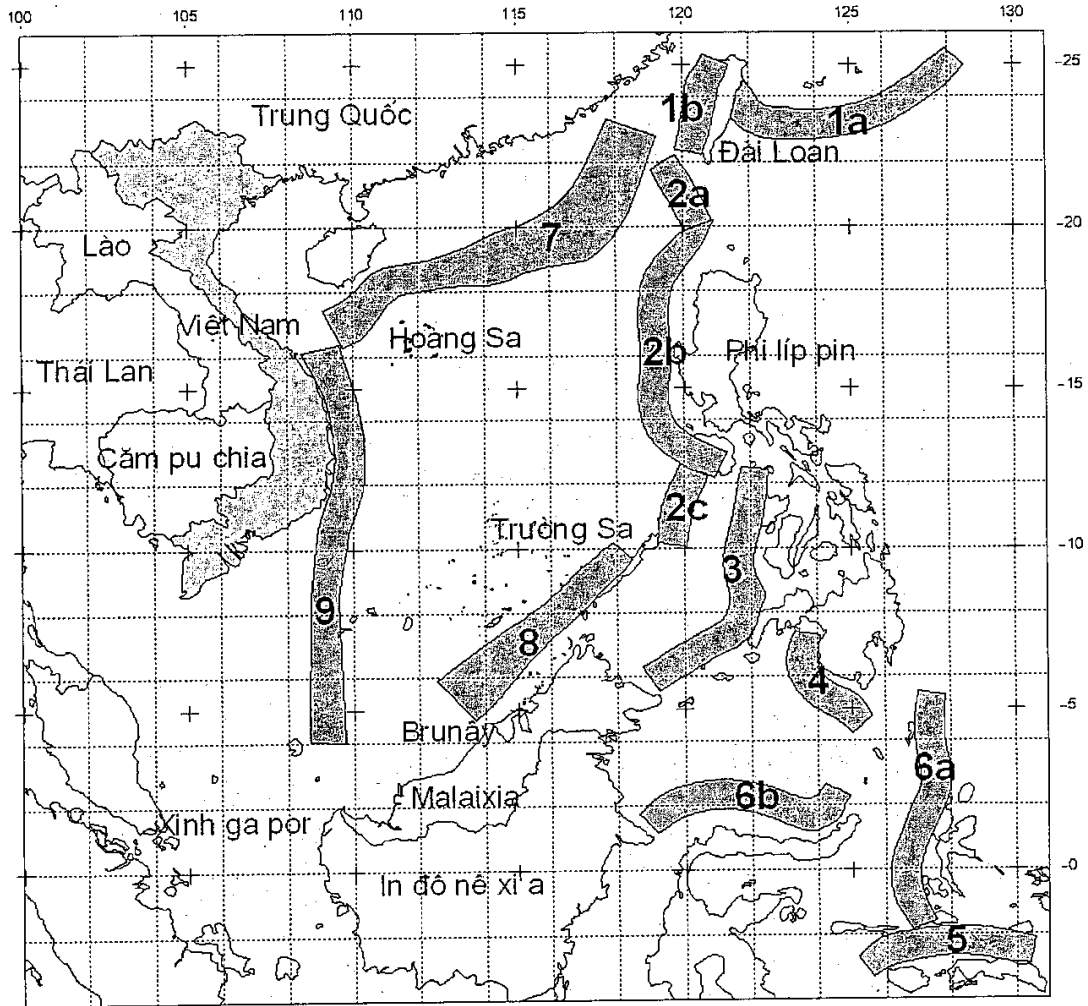 100 105 110 115 120 125 130
25
1b
1a
Trung Quốc
Đài Loan
2a
7
20
Lào
Việt Nam
Hoàng Sa
2b
Phi líp pin
Thái Lan
15
Căm pu chia
2c
Trường Sa
10
3
9
8
4
5
Brunây
6a
Malaixia
6b
Xinh ga por
In đô nê xi a
0
5